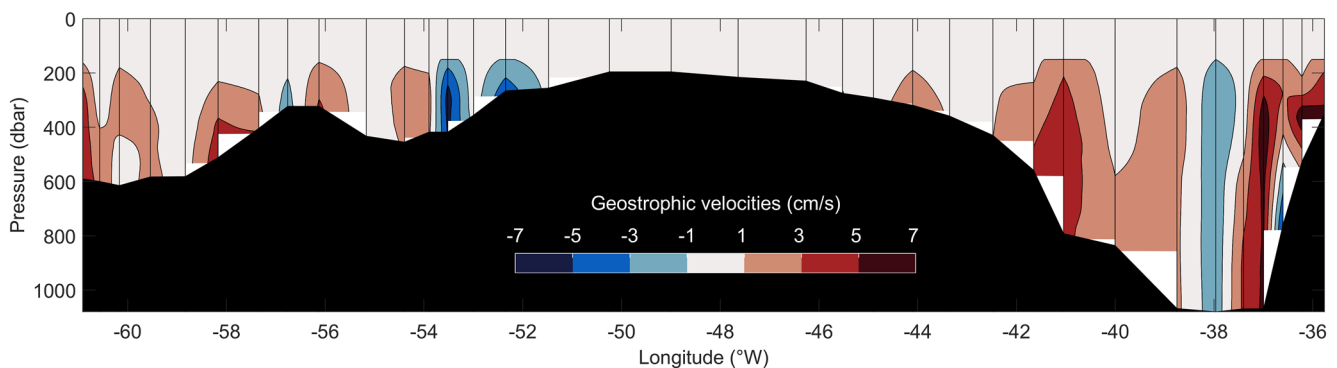 0
200
400
600
800
1000
Pressure (dbar)
Geostrophic velocities (cm/s)
-7 -5 -3 -1 1 3 5 7
-60 -58 -56 -54 -52 -50 -48 -46 -44 -42 -40 -38 -36
Longitude (°W)